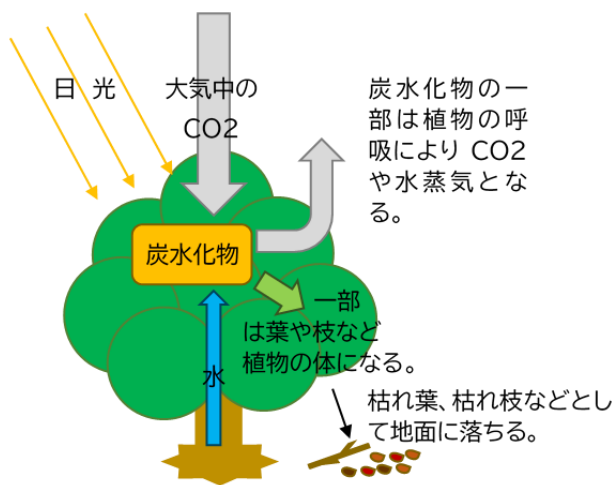 日 光
大気中の
CO2
炭水化物の一
部は植物の呼
吸により CO2
や水蒸気とな
る。
炭水化物
一部
は葉や枝など
植物の体になる。
水
枯れ葉、枯れ枝などとし
て地面に落ちる。